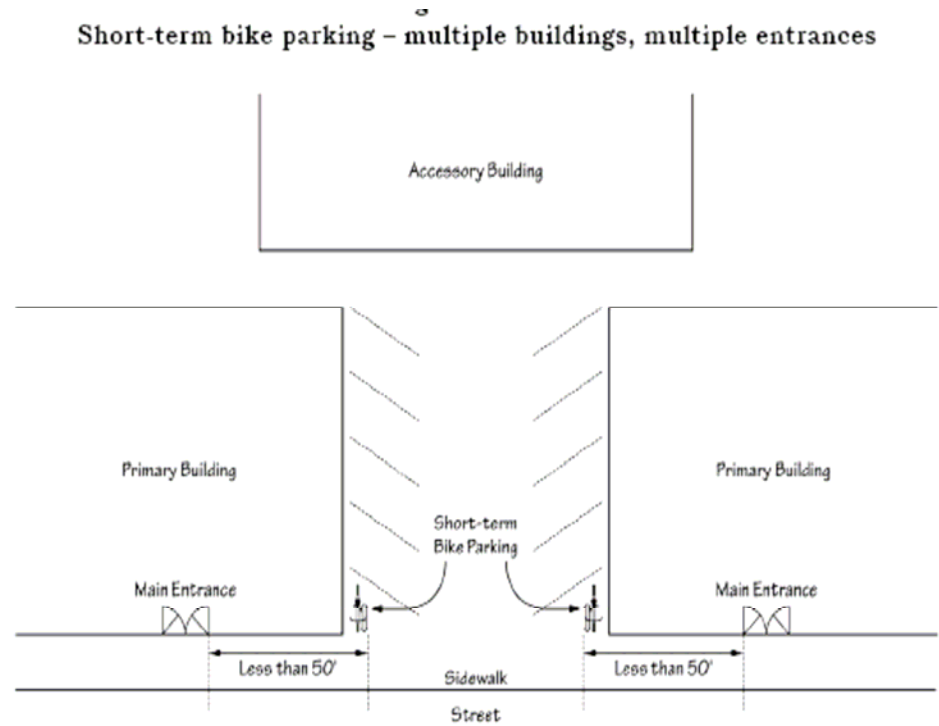 Short-term bike parking – multiple buildings, multiple entrances
Accessory Building
Primary Building
Primary Building
Short-term
Bike Parking
Main Entrance
Main Entrance
Less than 50'
Less than 50'
Sidewalk
Street